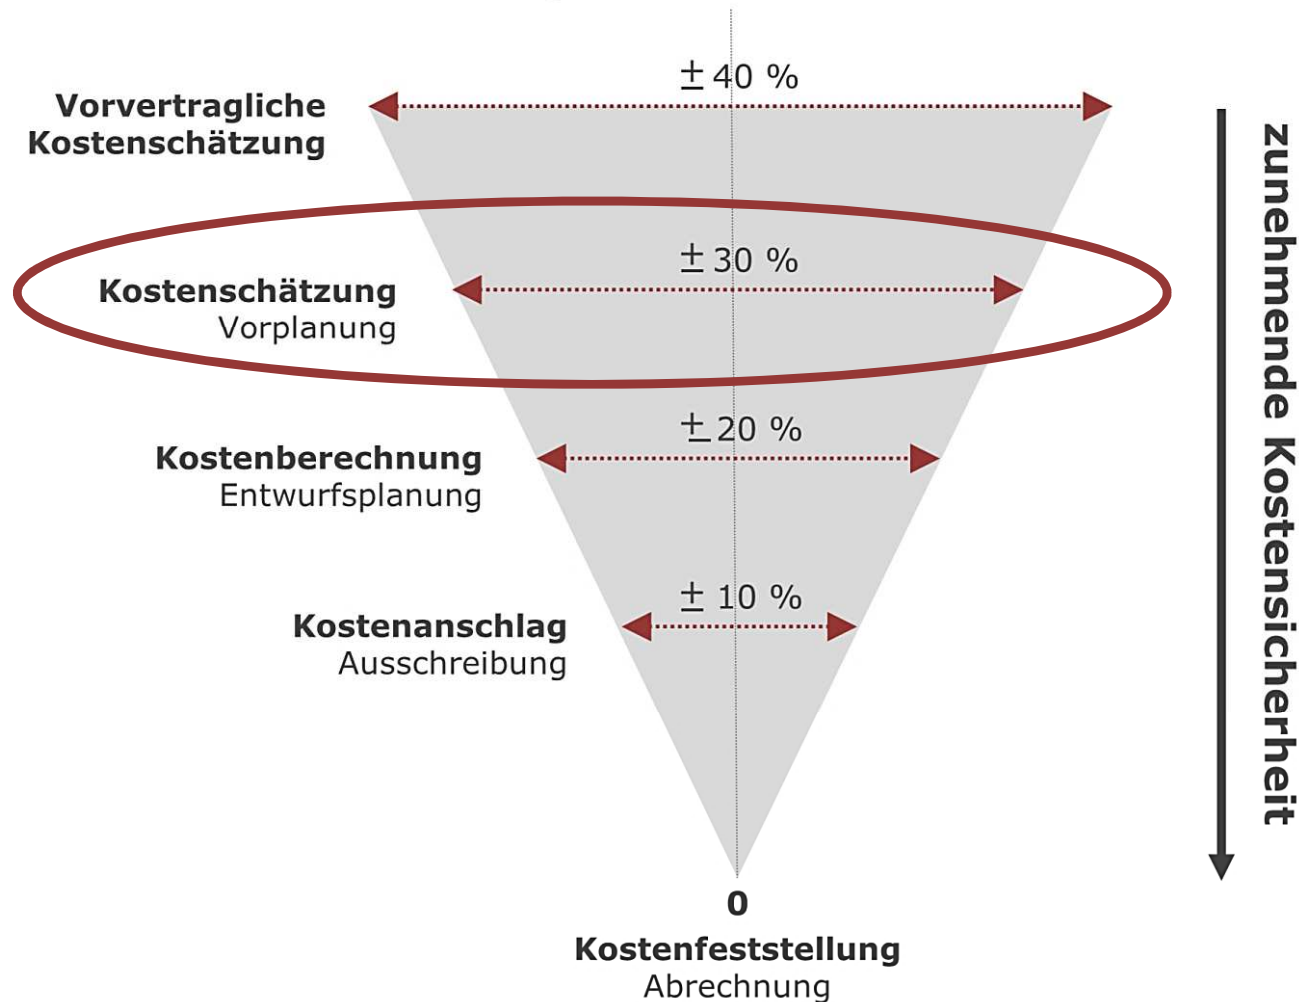 ± 40 %
Vorvertragliche
Kostenschätzung
± 30 %
Kostenschätzung
Vorplanung
± 20 %
Kostenberechnung
Entwurfsplanung
± 10 %
Kostenanschlag
Ausschreibung
0
Kostenfeststellung
Abrechnung
zunehmende Kostensicherheit